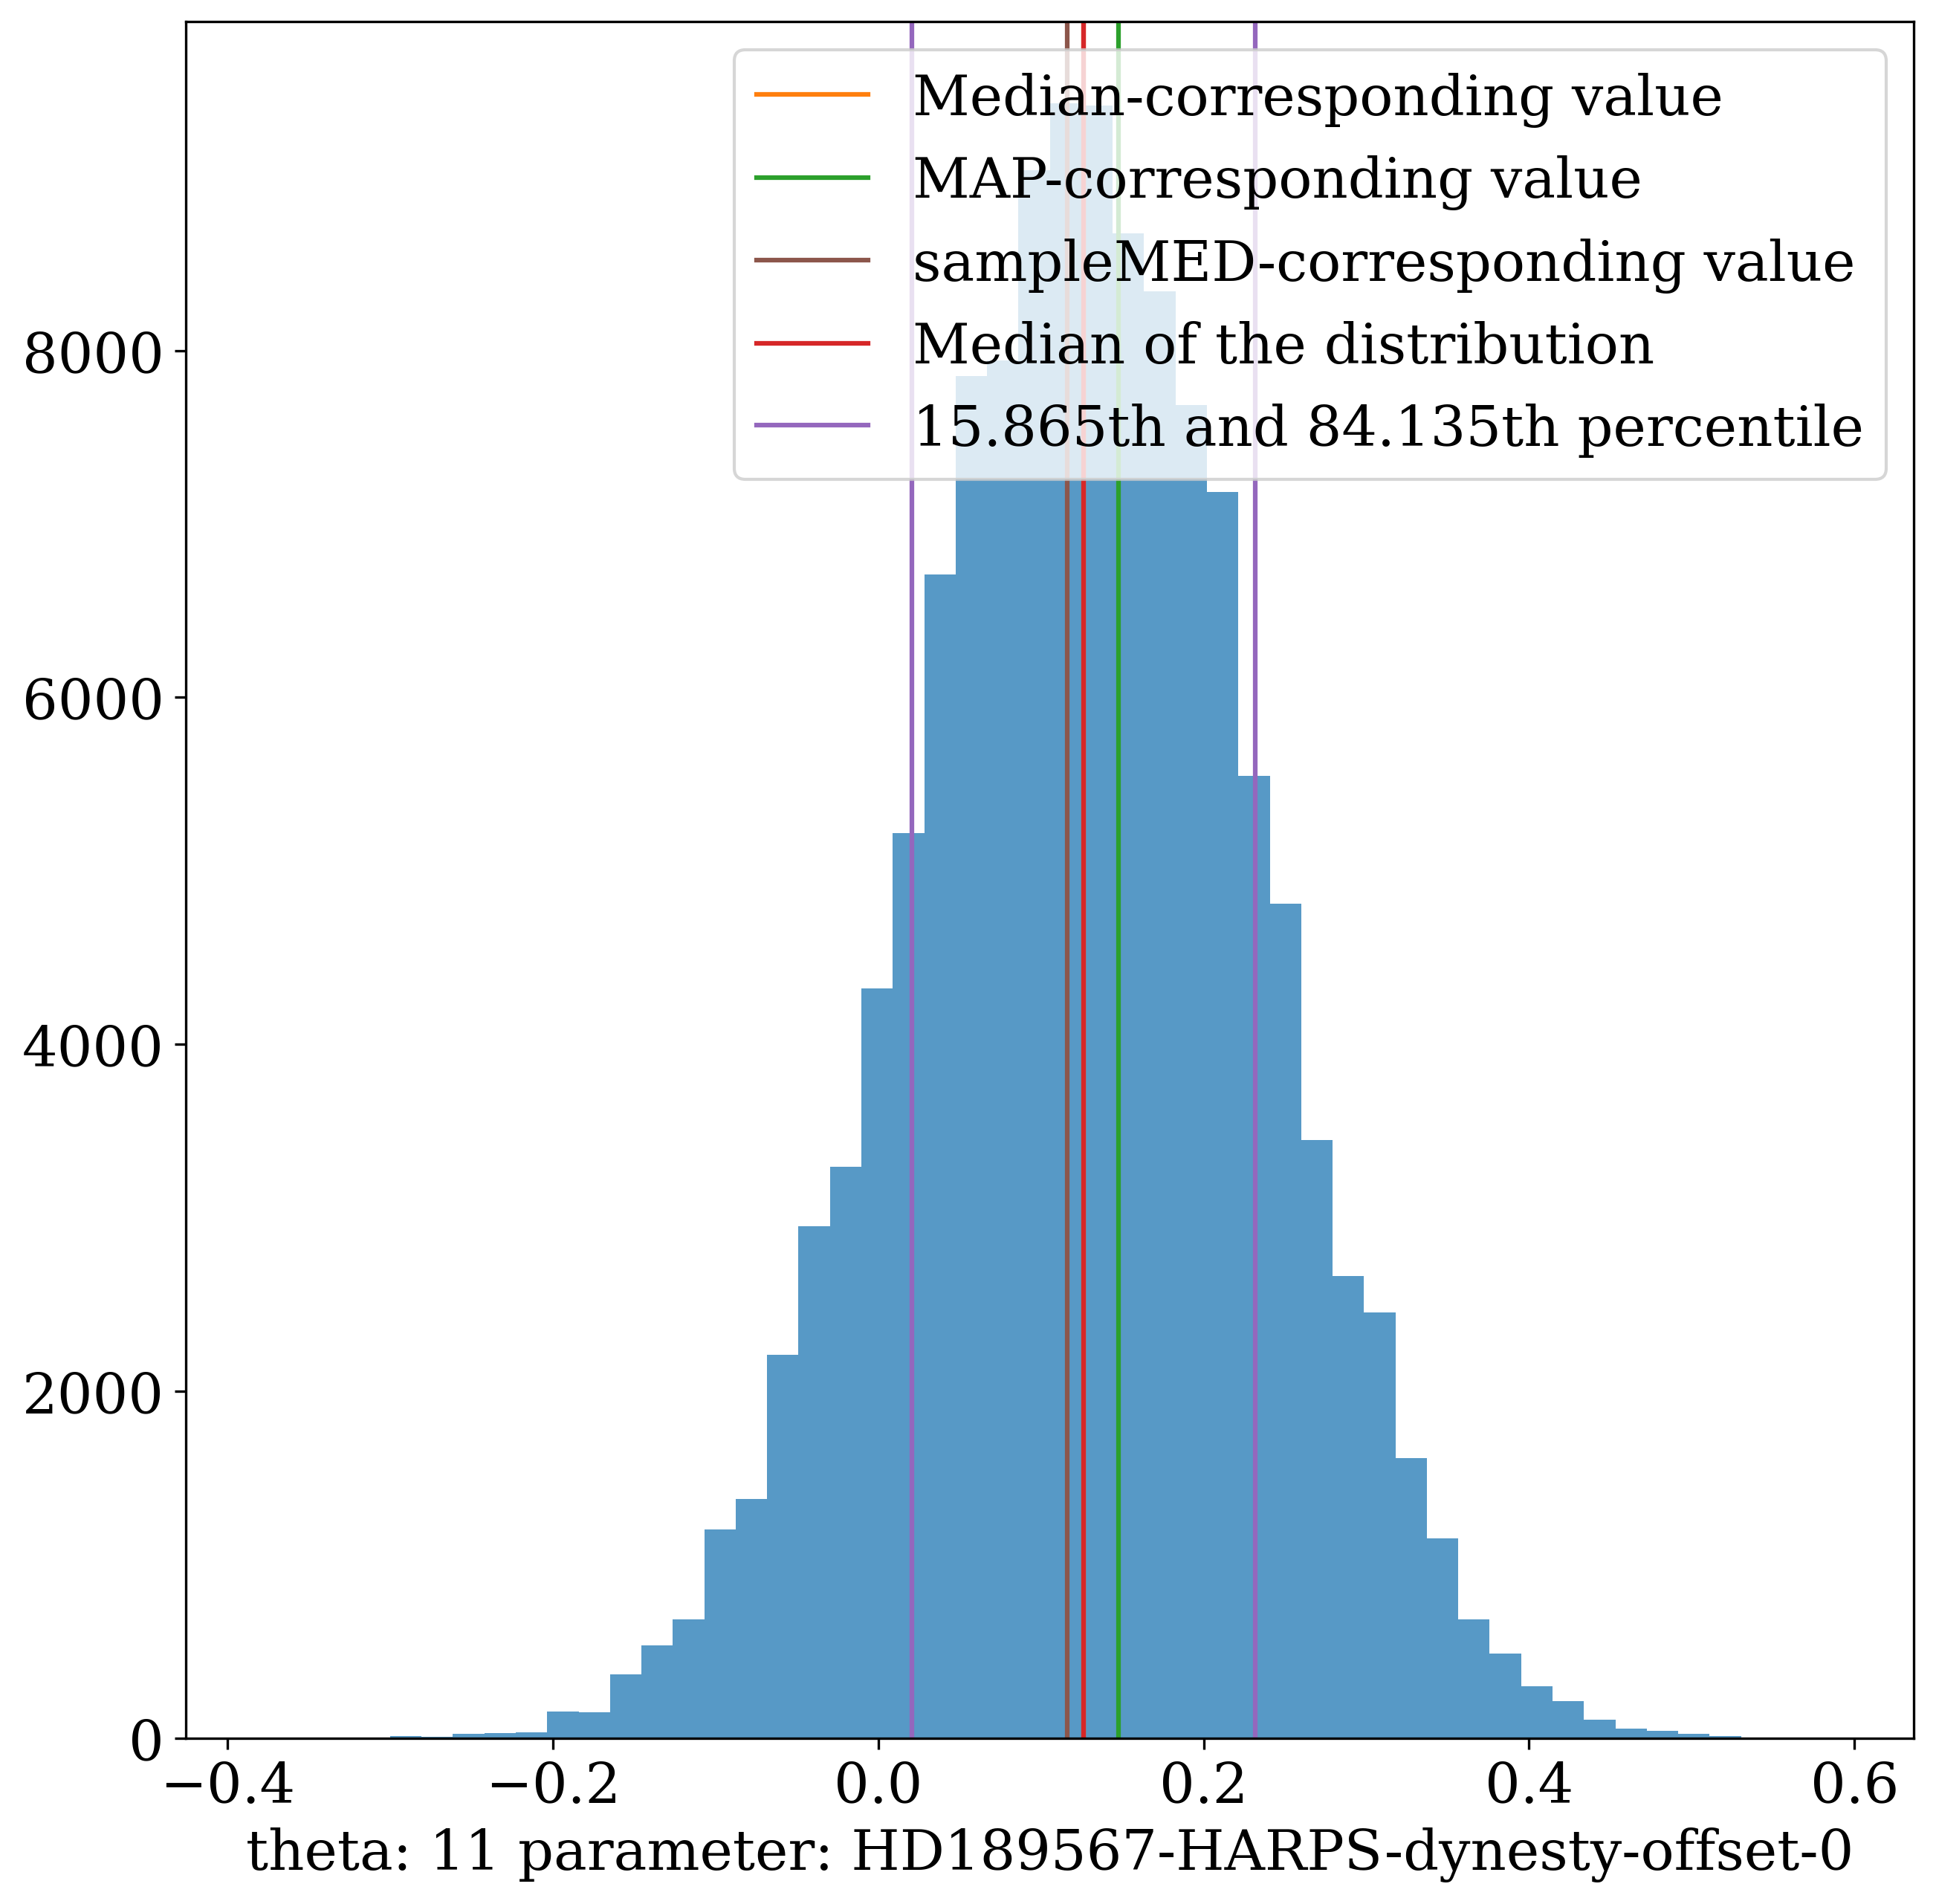 Median-corresponding value
MAP-corresponding value
sampleMED-corresponding value
Median of the distribution
15.865th and 84.135th percentile
8000
6000
4000
2000
0
−0.4 −0.2 0.0 0.2 0.4 0.6
theta: 11 parameter: HD189567-HARPS-dynesty-offset-0